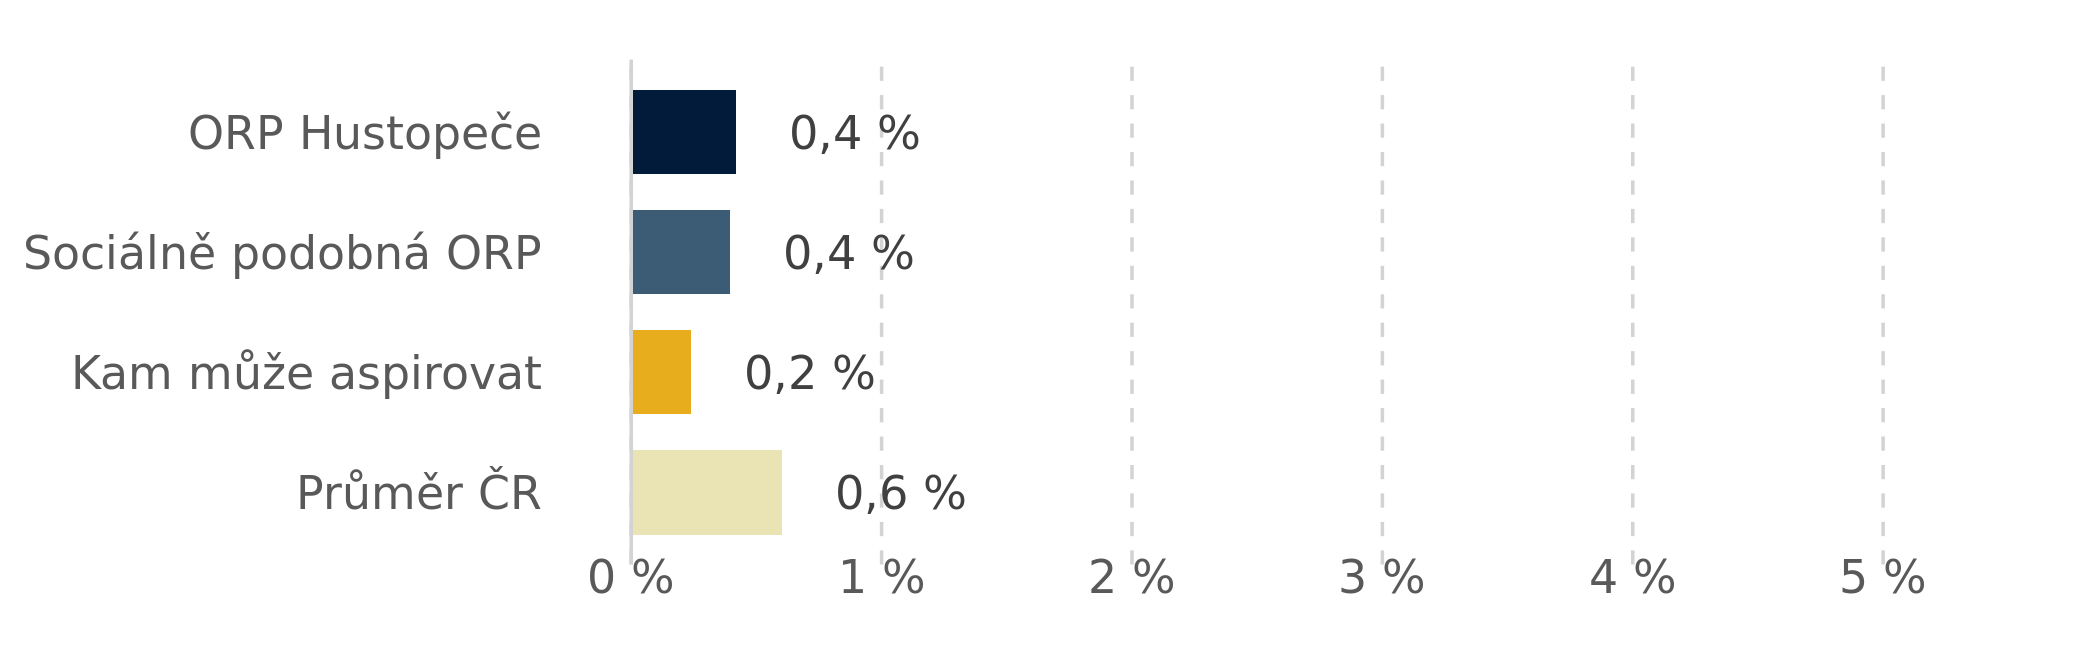 ORP Hustopeče 0,4 %
Sociálně podobná ORP 0,4 %
Kam může aspirovat 0,2 %
Průměr ČR 0,6 %
0 % 1 % 2 % 3 % 4 % 5 %